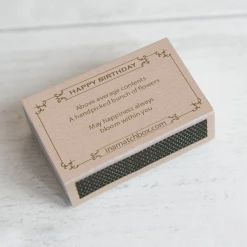 HAPPY BIRTHDAY
Above average contents
A handpicked bunch of flowers
May happiness always
bloom within you
inamatchbox.com